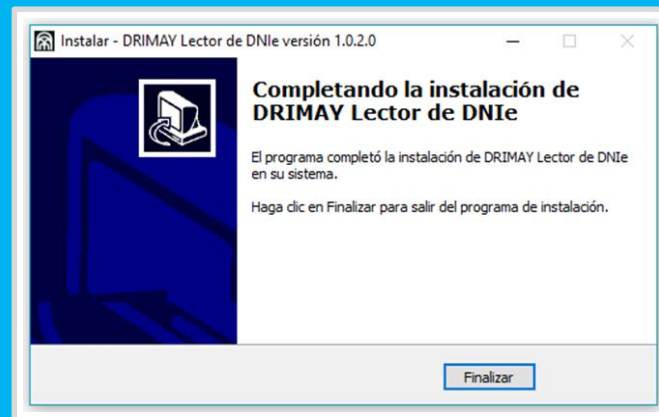 Instalar - DRIMAY Lector de DNIe versión 1.0.2.0
Completando la instalación de
DRIMAY Lector de DNIe
El programa completó la instalación de DRIMAY Lector de DNIe
en su sistema.
Haga clic en Finalizar para salir del programa de instalación.
Finalizar